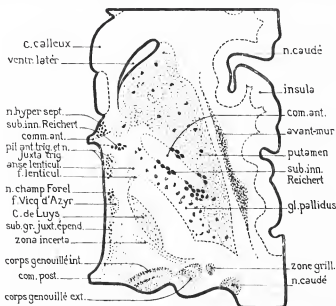 c. calleux
ventr. latér
n. hyper sept.
sub. inn. Reichert
comm. ant.
pil ant. trig. et n.
juxta trig
anse lenticul.
f. lenticul.
n. champ Forel
f. Vicq d'Azyr
C. de Luys
sub. gr. juxt. épend.
zona incerta
corps genouillé int.
com. post.
corps genouillé ext.
n. caudé
insula
com. ant.
avant-mur
putamen
sub. inn.
Reichert
gl. pallidus
zone grill.
n. caudé